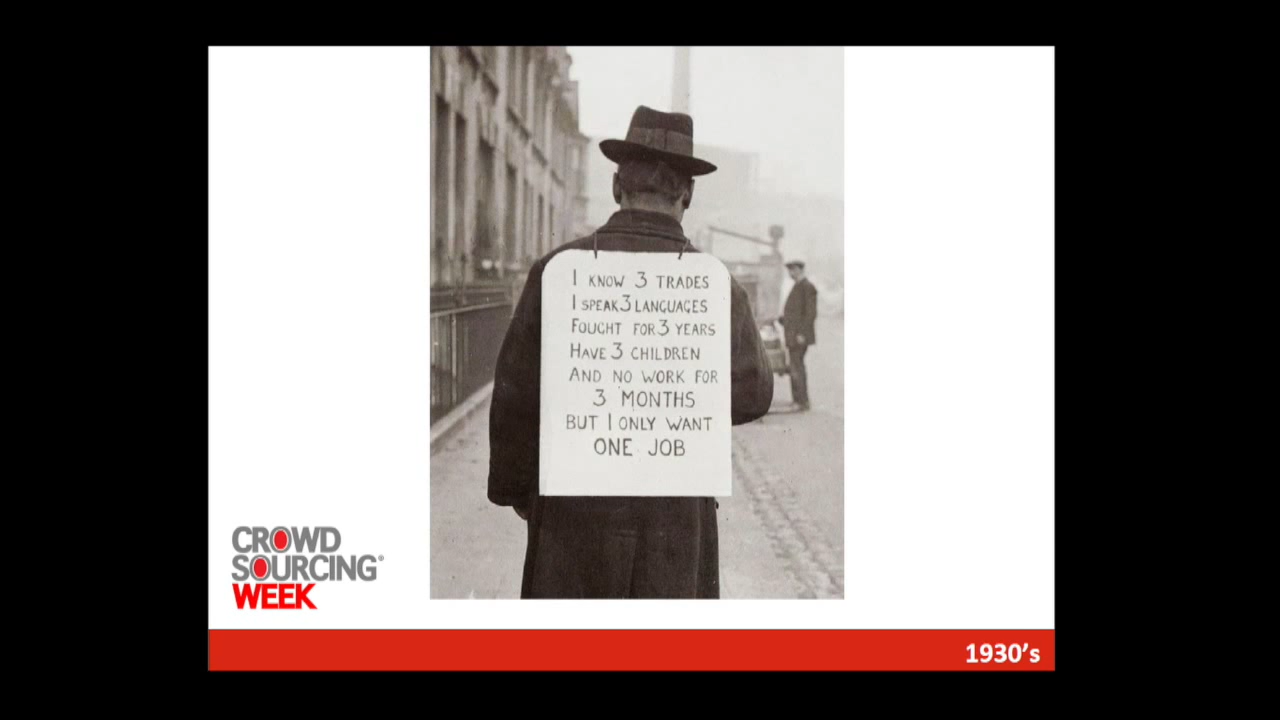 I KNOW 3 TRADES
I SPEAK 3 LANGUAGES
FOUGHT FOR 3 YEARS
HAVE 3 CHILDREN
AND NO WORK FOR
3 MONTHS
BUT I ONLY WANT
ONE JOB
CROWD
SOURCING®
WEEK
1930's